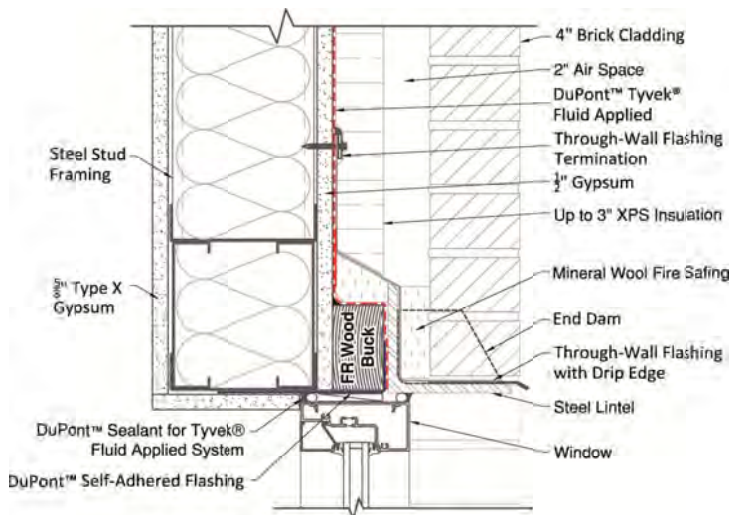 4" Brick Cladding
2" Air Space
DuPont™ Tyvek®
Fluid Applied
Through-Wall Flashing
Termination
½" Gypsum
Up to 3" XPS Insulation
Mineral Wool Fire Safing
End Dam
Through-Wall Flashing
with Drip Edge
Steel Lintel
Window
Steel Stud
Framing
⅝" Type X
Gypsum
FR Wood
Buck
DuPont™ Sealant for Tyvek®
Fluid Applied System
DuPont™ Self-Adhered Flashing